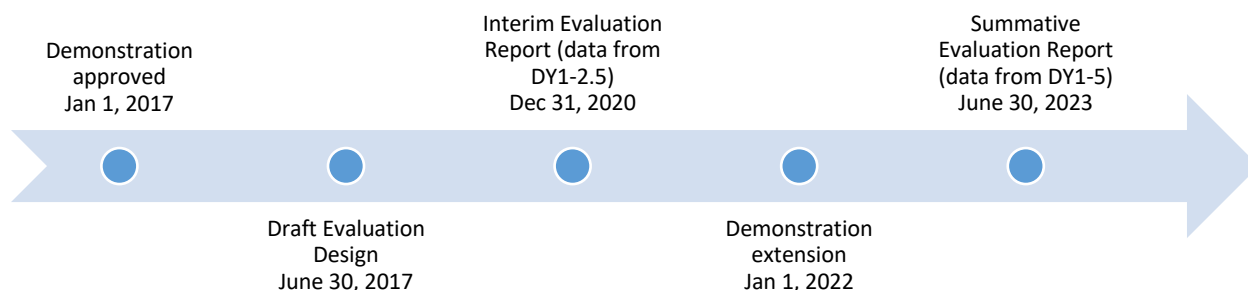 Demonstration
approved
Jan 1, 2017
Draft Evaluation
Design
June 30, 2017
Interim Evaluation
Report (data from
DY1-2.5)
Dec 31, 2020
Demonstration
extension
Jan 1, 2022
Summative
Evaluation Report
(data from DY1-5)
June 30, 2023